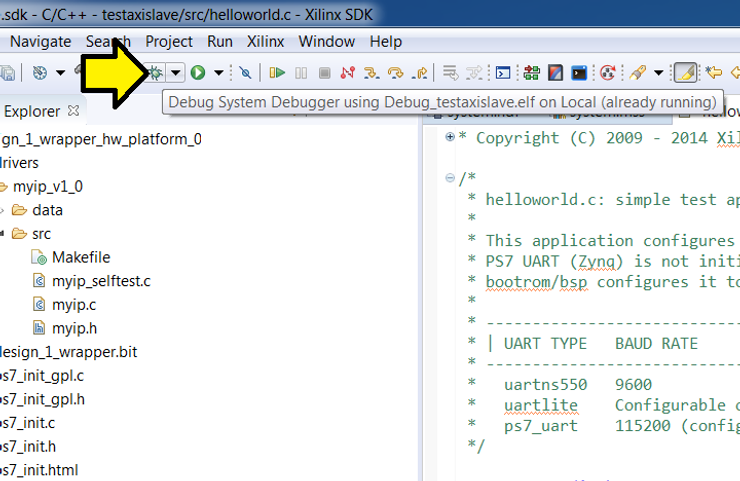 .sdk - C/C++ - testaxislave/src/helloworld.c - Xilinx SDK
Navigate Search Project Run Xilinx Window Help
Debug System Debugger using Debug_testaxislave.elf on Local (already running)
Explorer
system.mss
ign_1_wrapper_hw_platform_0
drivers
myip_v1_0
data
src
Makefile
myip_selftest.c
myip.c
myip.h
design_1_wrapper.bit
ps7_init_gpl.c
ps7_init_gpl.h
ps7_init.c
ps7_init.h
ps7_init.html
* Copyright (C) 2009 - 2014 Xil
/*
* helloworld.c: simple test ap
*
* This application configures
* PS7 UART (Zynq) is not initi
* bootrom/bsp configures it to
*
* ----------------------------
* | UART TYPE BAUD RATE
* ----------------------------
* uartns550 9600
* uartlite Configurable o
* ps7_uart 115200 (config
*/